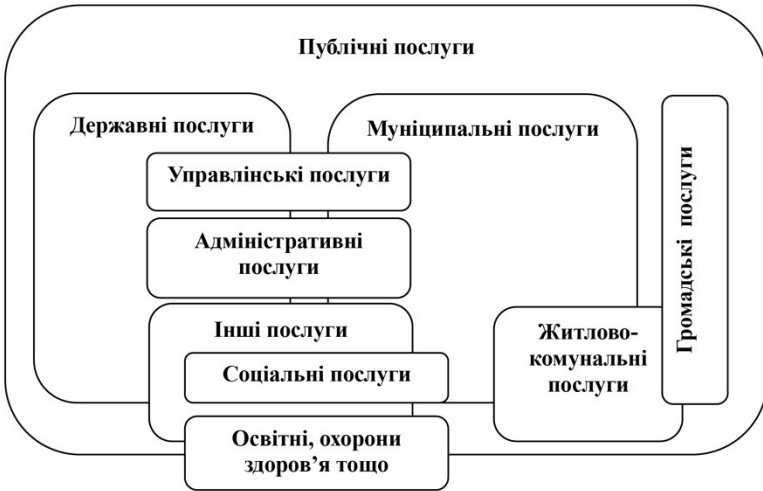 Публічні послуги
Державні послуги
Муніципальні послуги
Громадські послуги
Управлінські послуги
Адміністративні
послуги
Інші послуги
Житлово-
комунальні
послуги
Соціальні послуги
Освітні, охорони
здоров’я тощо